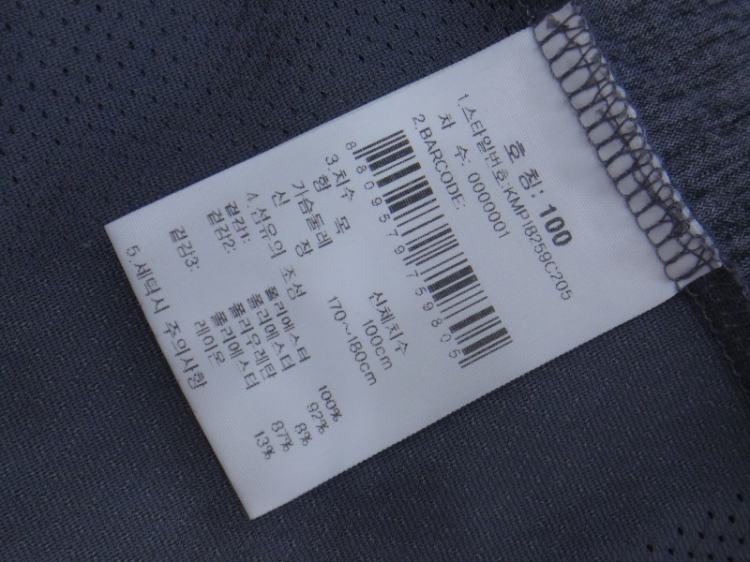 호 칭: 100
1.스타일번호:KMP18259C205
차 수: 0000001
2.BARCODE:
8809579759805
3.치수
항 목 신체치수
가슴둘레 100cm
신 장 170~180cm
4.섬유의 조성
겉감1: 폴리에스터 100%
겉감2: 폴리에스터 92%
폴리우레탄 8%
겉감3: 폴리에스터 87%
레이온 13%
5.세탁시 주의사항